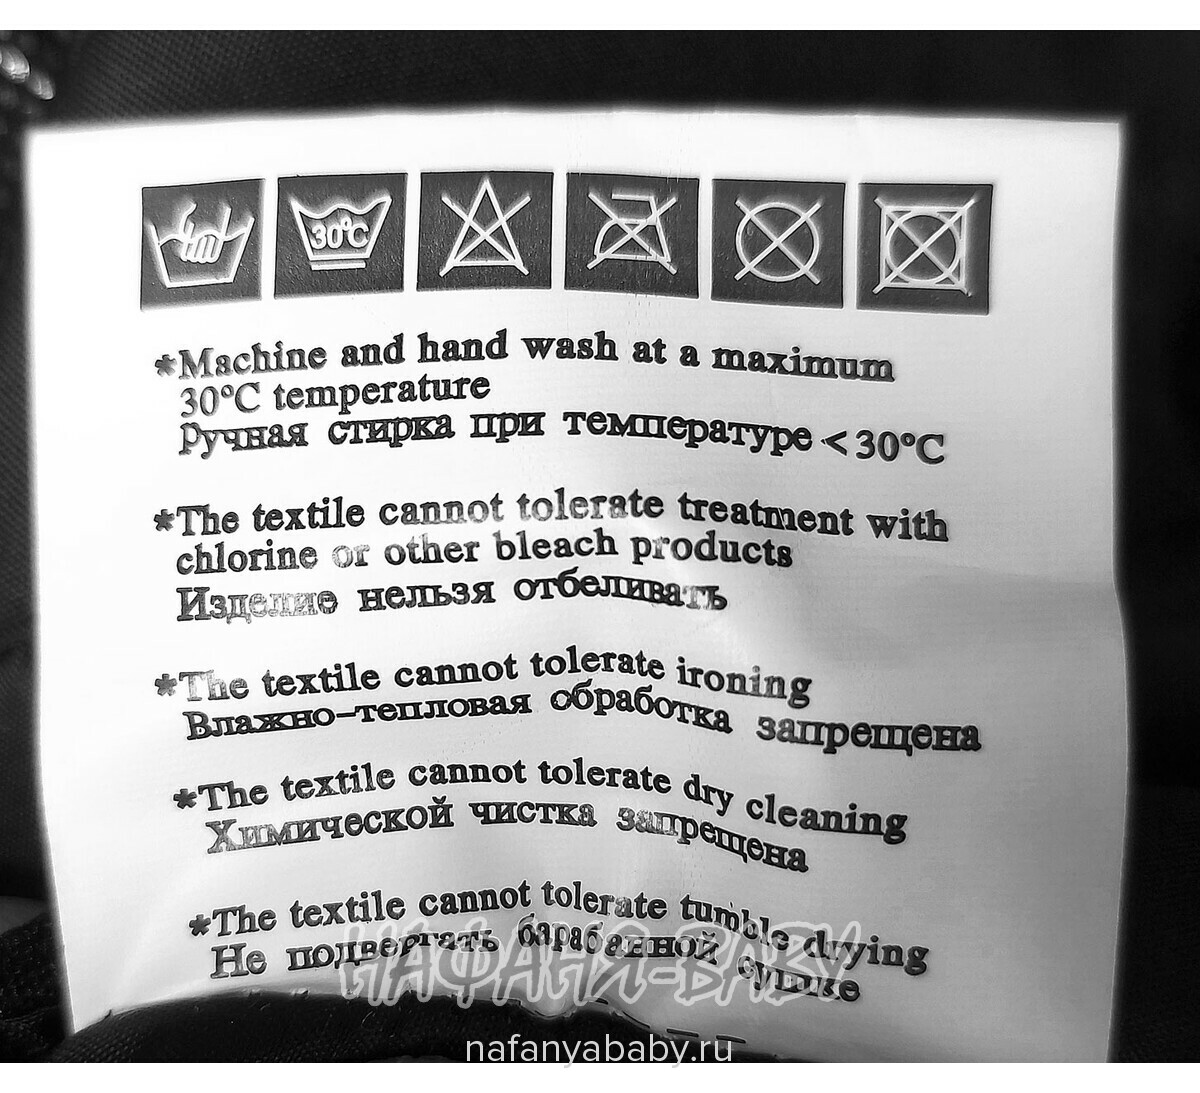 30°C
*Machine and hand wash at a maximum
30°C temperature
Ручная стирка при температуре <30°C
*The textile cannot tolerate treatment with
chlorine or other bleach products
Изделие нельзя отбеливать
*The textile cannot tolerate ironing
Влажно-тепловая обработка запрещена
*The textile cannot tolerate dry cleaning
Химической чистка запрещена
*The textile cannot tolerate tumble drying
Не подвергать барабанной сушке
НАФАНЯ-BABY
nafanyababy.ru